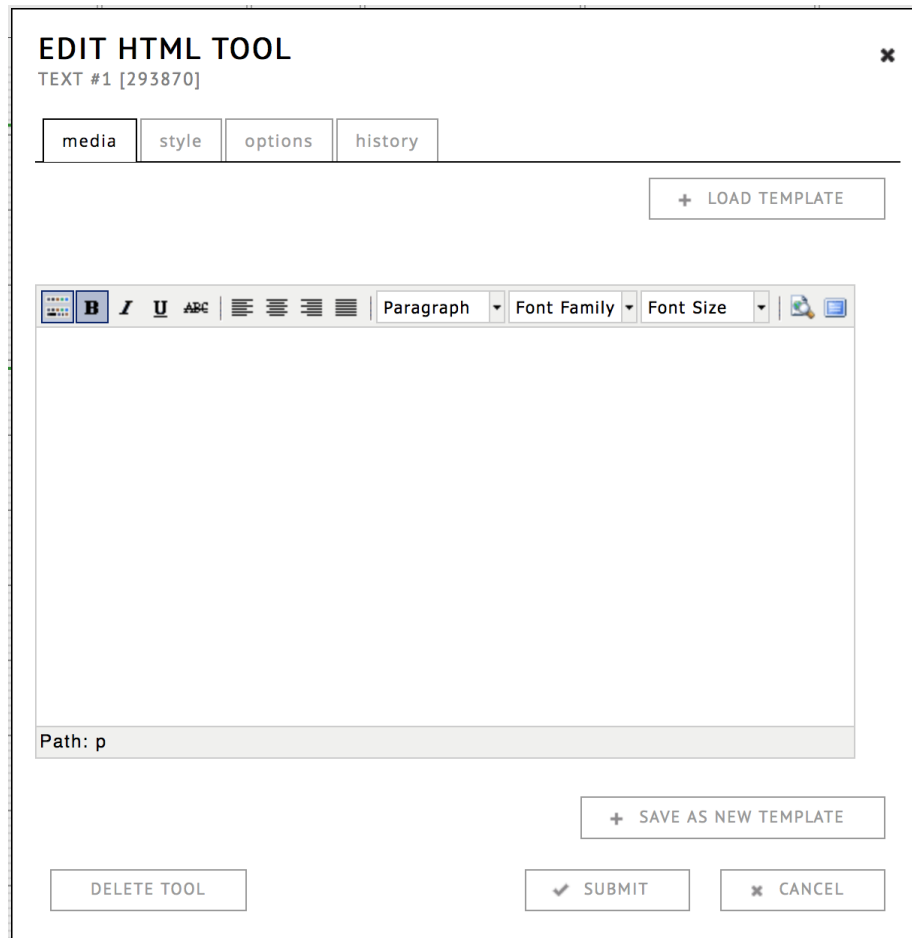 EDIT HTML TOOL
TEXT #1 [293870]
media style options history
LOAD TEMPLATE
B I U ABC Paragraph Font Family Font Size
Path: p
SAVE AS NEW TEMPLATE
DELETE TOOL SUBMIT CANCEL